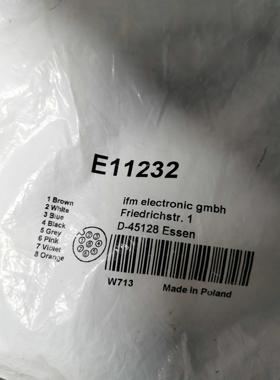 E11232
1 Brown
2 White
3 Blue
4 Black
5 Grey
6 Pink
7 Violet
8 Orange
ifm electronic gmbh
Friedrichstr. 1
D-45128 Essen
W713
Made in Poland